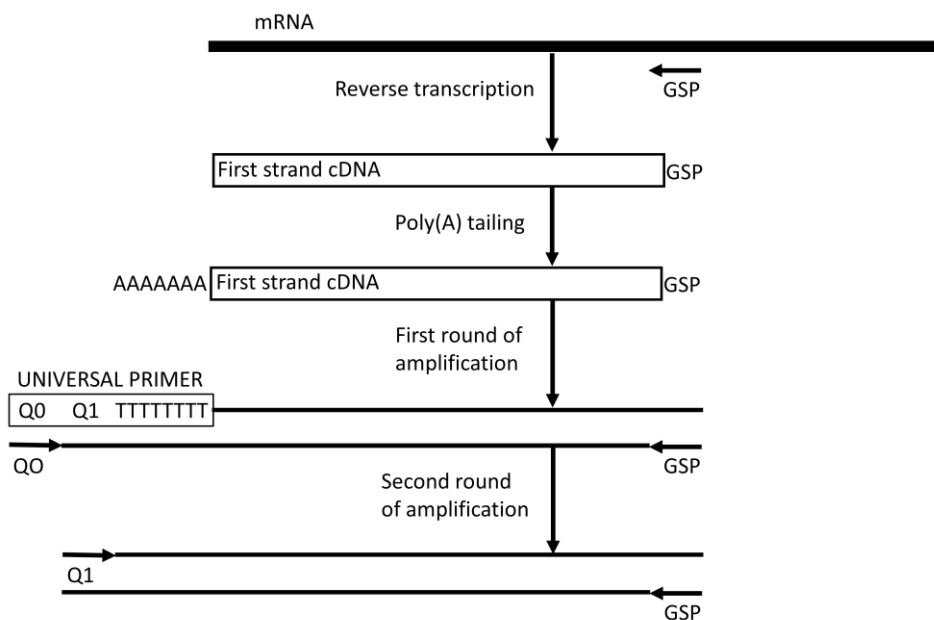 mRNA
Reverse transcription
GSP
First strand cDNA
GSP
Poly(A) tailing
AAAAAAA
First strand cDNA
GSP
First round of
amplification
UNIVERSAL PRIMER
Q0 Q1 TTTTTTTT
QO
GSP
Second round
of amplification
Q1
GSP